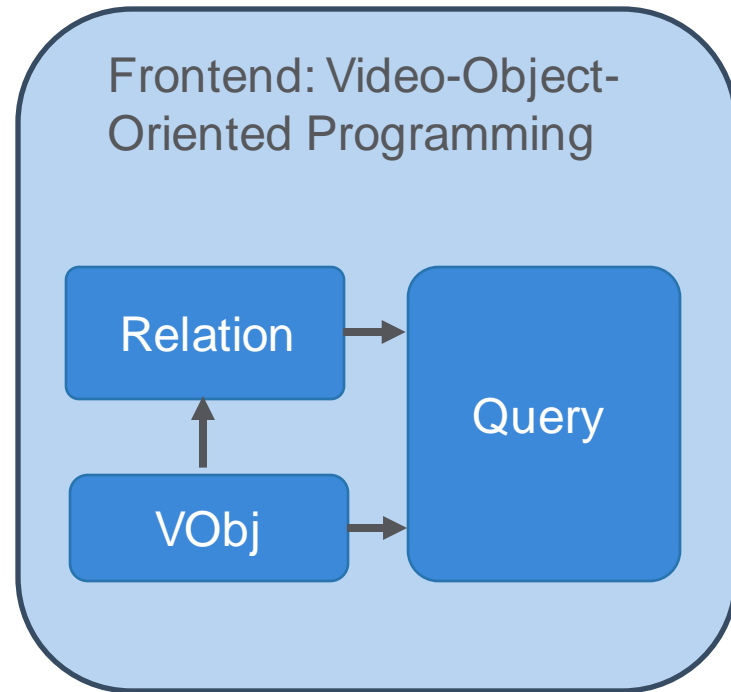 Frontend: Video-Object-
Oriented Programming
Relation
Query
VObj